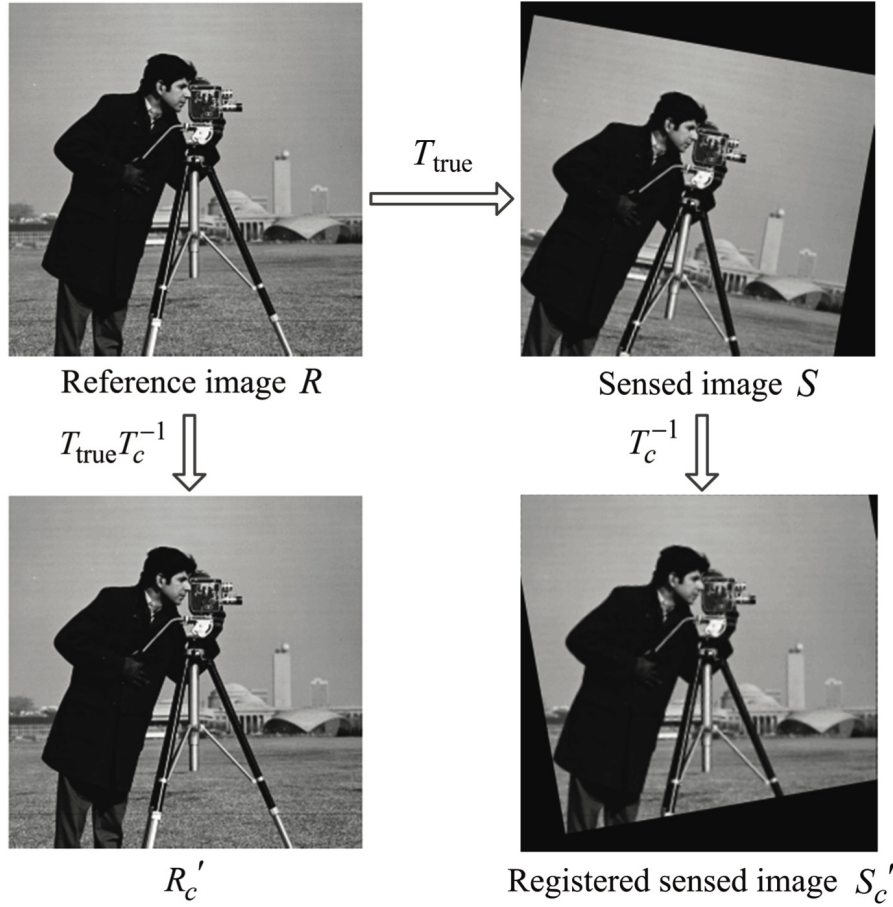 T_true
Reference image R
Sensed image S
T_true T_c^{-1}
T_c^{-1}
R_c′
Registered sensed image S_c′